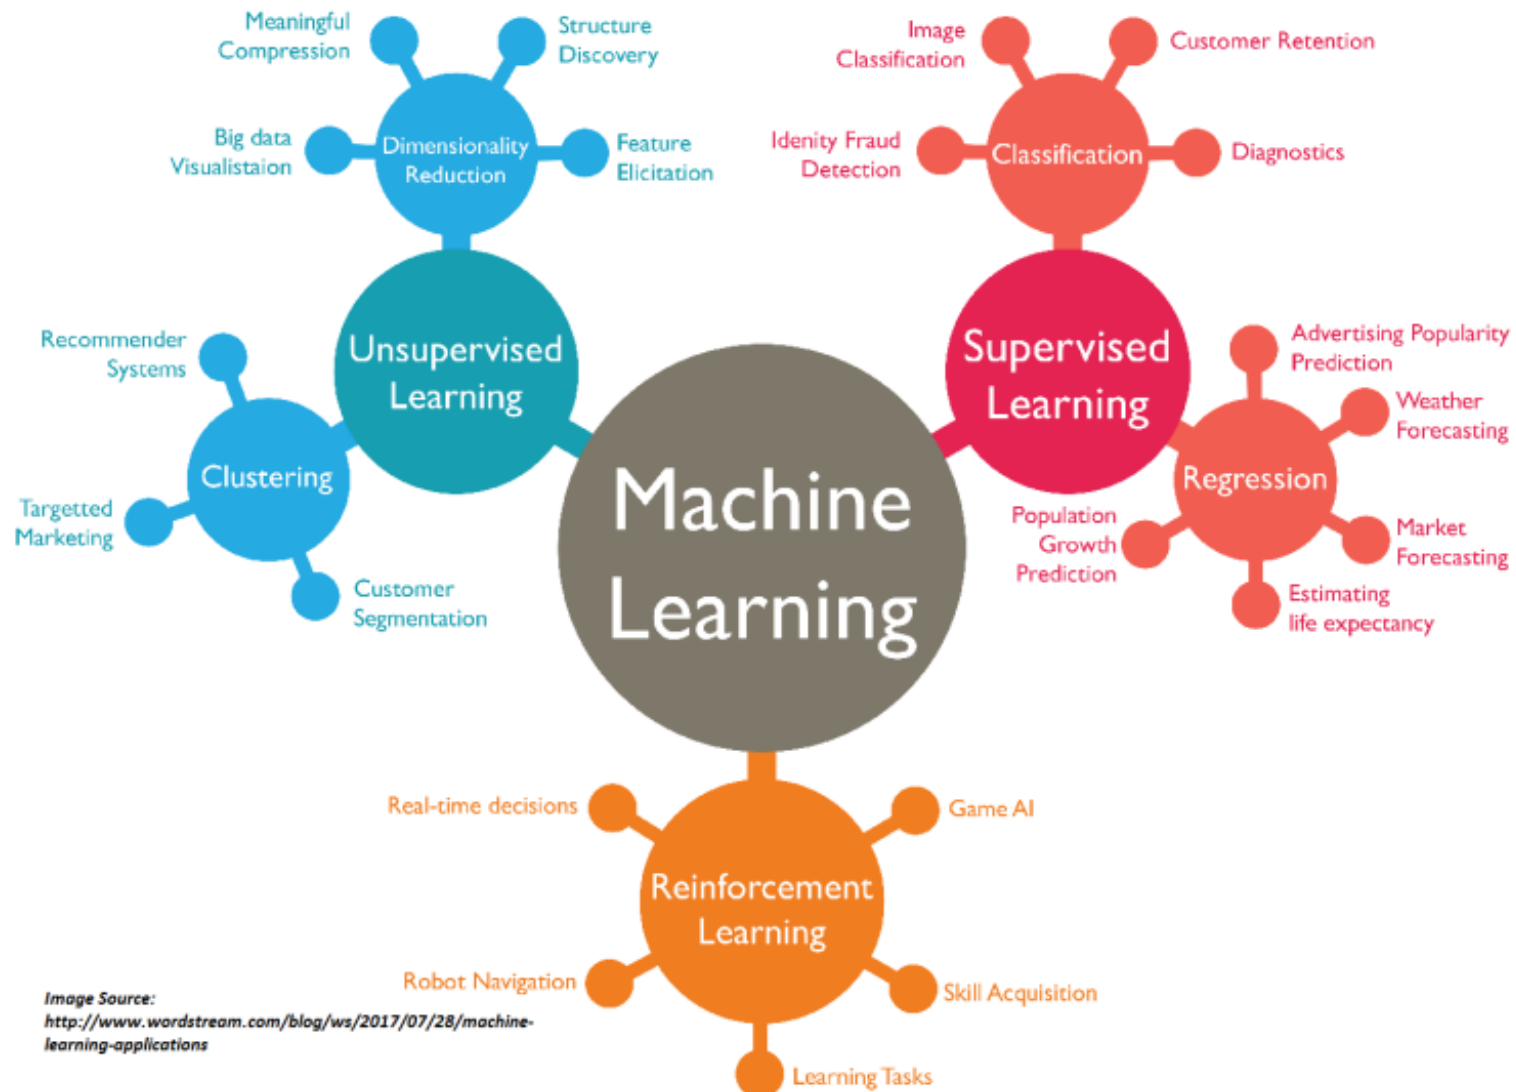 Meaningful
Compression
Structure
Discovery
Big data
Visualistaion
Dimensionality
Reduction
Feature
Elicitation
Image
Classification
Customer Retention
Idenity Fraud
Detection
Classification
Diagnostics
Unsupervised
Learning
Recommender
Systems
Clustering
Targetted
Marketing
Customer
Segmentation
Supervised
Learning
Advertising Popularity
Prediction
Weather
Forecasting
Regression
Population
Growth
Prediction
Market
Forecasting
Estimating
life expectancy
Machine
Learning
Real-time decisions
Game AI
Reinforcement
Learning
Robot Navigation
Skill Acquisition
Learning Tasks
Image Source:
http://www.wordstream.com/blog/ws/2017/07/28/machine-
learning-applications